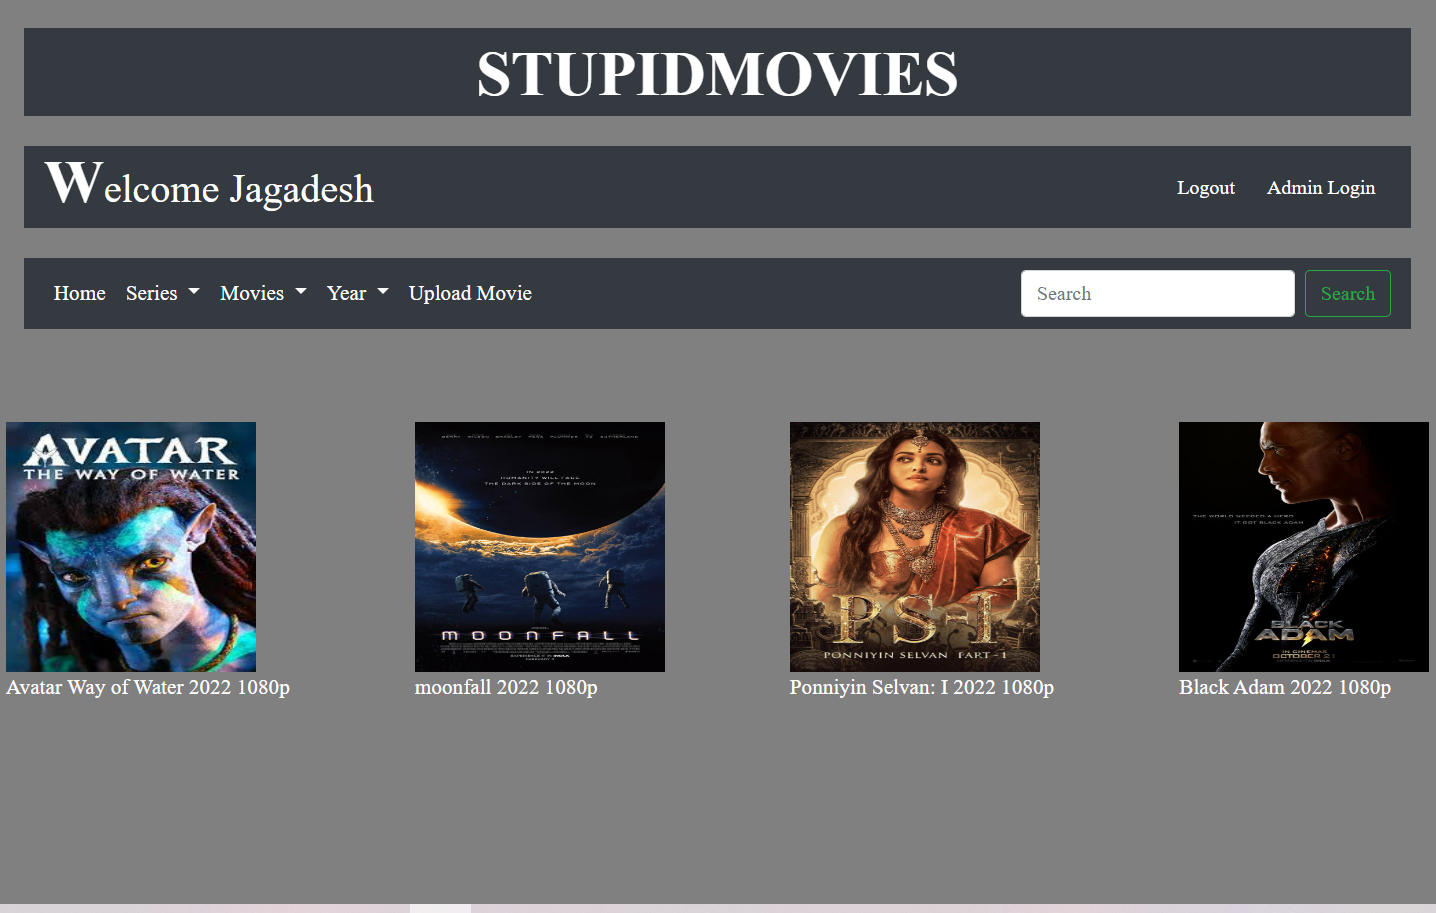 STUPIDMOVIES
Welcome Jagadesh
Logout Admin Login
Home Series Movies Year Upload Movie
Search Search
AVATAR
THE WAY OF WATER
IN 2022
HUMANITY WILL FALL
THE DARK SIDE OF THE MOON
MOONFALL
PS-I
PONNIYIN SELVAN PART -1
THE WORLD NEEDED A HERO
IT GOT BLACK ADAM
BLACK
ADAM
IN CINEMAS
OCTOBER 21
Avatar Way of Water 2022 1080p
moonfall 2022 1080p
Ponniyin Selvan: I 2022 1080p
Black Adam 2022 1080p